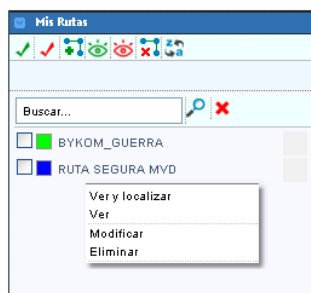 Mis Rutas
Buscar...
BYKOM_GUERRA
RUTA SEGURA MVD
Ver y localizar
Ver
Modificar
Eliminar